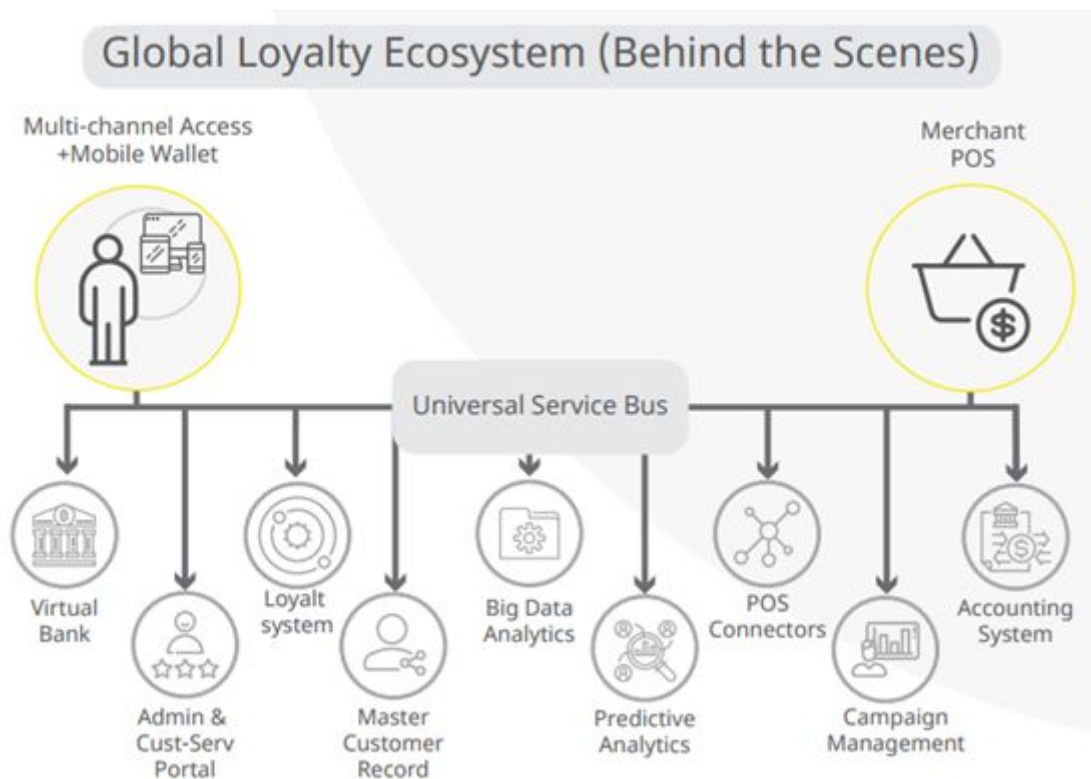 Global Loyalty Ecosystem (Behind the Scenes)
Multi-channel Access
+Mobile Wallet
Merchant
POS
Universal Service Bus
Virtual
Bank
Admin &
Cust-Serv
Portal
Loyalt
system
Master
Customer
Record
Big Data
Analytics
Predictive
Analytics
POS
Connectors
Campaign
Management
Accounting
System